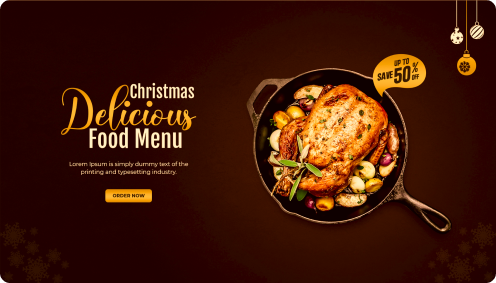 Christmas
Delicious
Food Menu
Lorem Ipsum is simply dummy text of the
printing and typesetting industry.
ORDER NOW
UP TO
SAVE 50% OFF